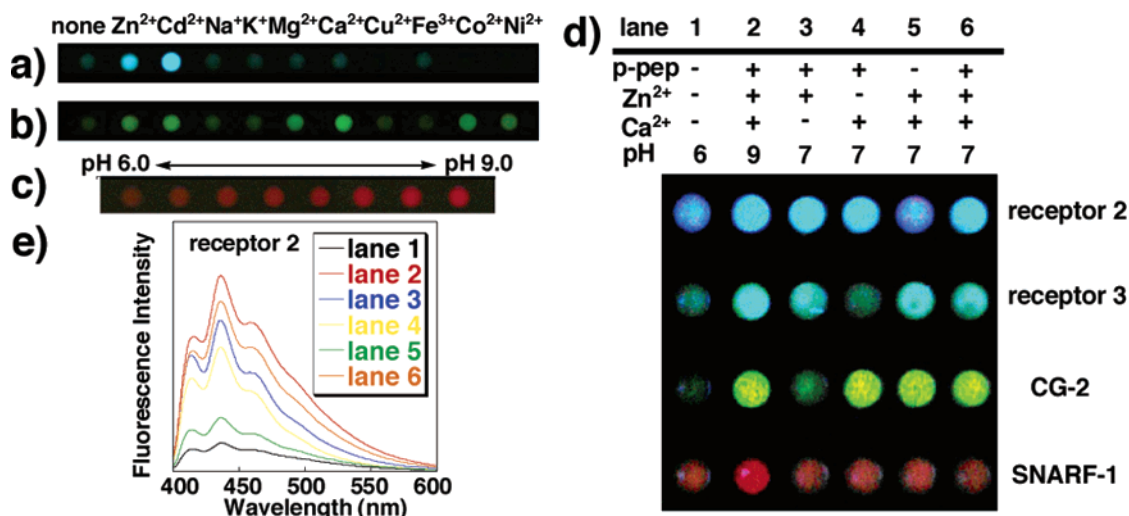 none Zn²⁺Cd²⁺Na⁺K⁺Mg²⁺Ca²⁺Cu²⁺Fe³⁺Co²⁺Ni²⁺
a)
b)
pH 6.0 pH 9.0
c)
e)
receptor 2
lane 1
lane 2
lane 3
lane 4
lane 5
lane 6
Fluorescence Intensity
400 450 500 550 600
Wavelength (nm)
d)
lane 1 2 3 4 5 6
p-pep - + + + - +
Zn²⁺ - + + - + +
Ca²⁺ - + - + + +
pH 6 9 7 7 7 7
receptor 2
receptor 3
CG-2
SNARF-1